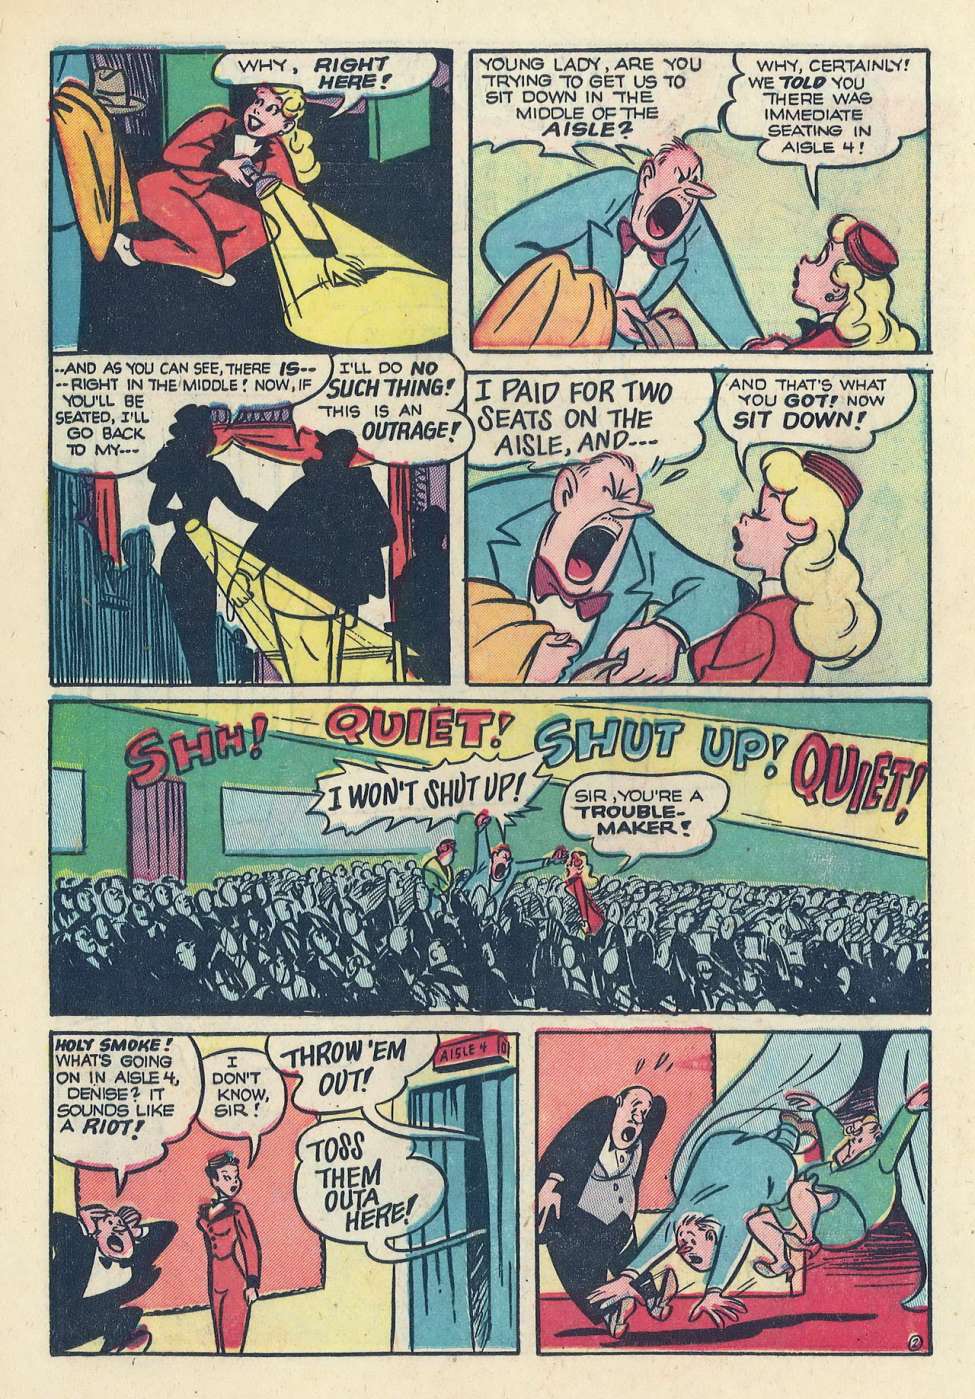 WHY, RIGHT
HERE!
YOUNG LADY, ARE YOU
TRYING TO GET US TO
SIT DOWN IN THE
MIDDLE OF THE
AISLE?
WHY, CERTAINLY!
WE TOLD YOU
THERE WAS
IMMEDIATE
SEATING IN
AISLE 4!
--AND AS YOU CAN SEE, THERE IS--
--RIGHT IN THE MIDDLE! NOW, IF
YOU'LL BE
SEATED, I'LL
GO BACK
TO MY---
I'LL DO NO
SUCH THING!
THIS IS AN
OUTRAGE!
I PAID FOR TWO
SEATS ON THE
AISLE, AND---
AND THAT'S WHAT
YOU GOT! NOW
SIT DOWN!
SHH!
QUIET!
SHUT UP!
QUIET!
I WON'T SHUT UP!
SIR, YOU'RE A
TROUBLE-
MAKER!
HOLY SMOKE!
WHAT'S GOING
ON IN AISLE 4,
DENISE? IT
SOUNDS LIKE
A RIOT!
I
DON'T
KNOW,
SIR!
THROW 'EM
OUT!
AISLE 4
TOSS
THEM
OUTA
HERE!
2